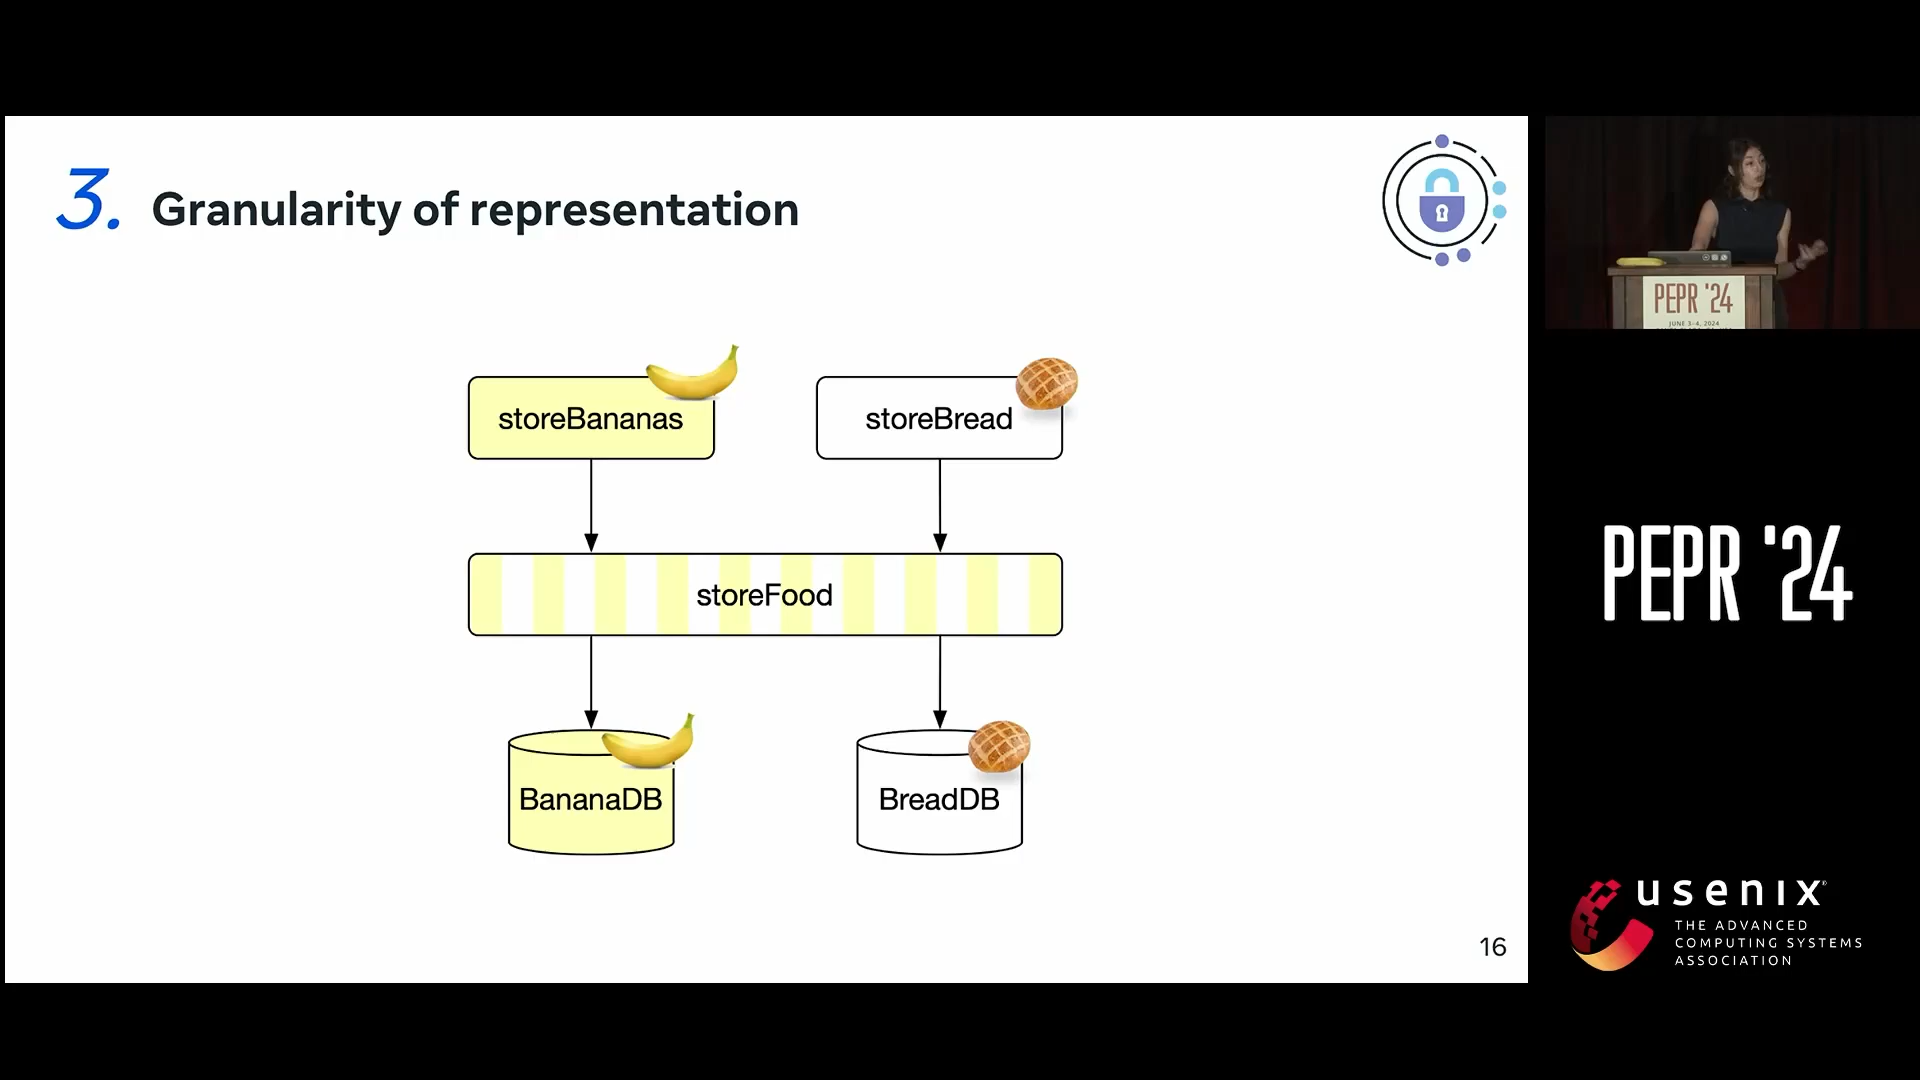 3. Granularity of representation
storeBananas
storeBread
storeFood
BananaDB
BreadDB
16
PEPR '24
JUNE 3–4, 2024
PEPR '24
usenix
THE ADVANCED
COMPUTING SYSTEMS
ASSOCIATION